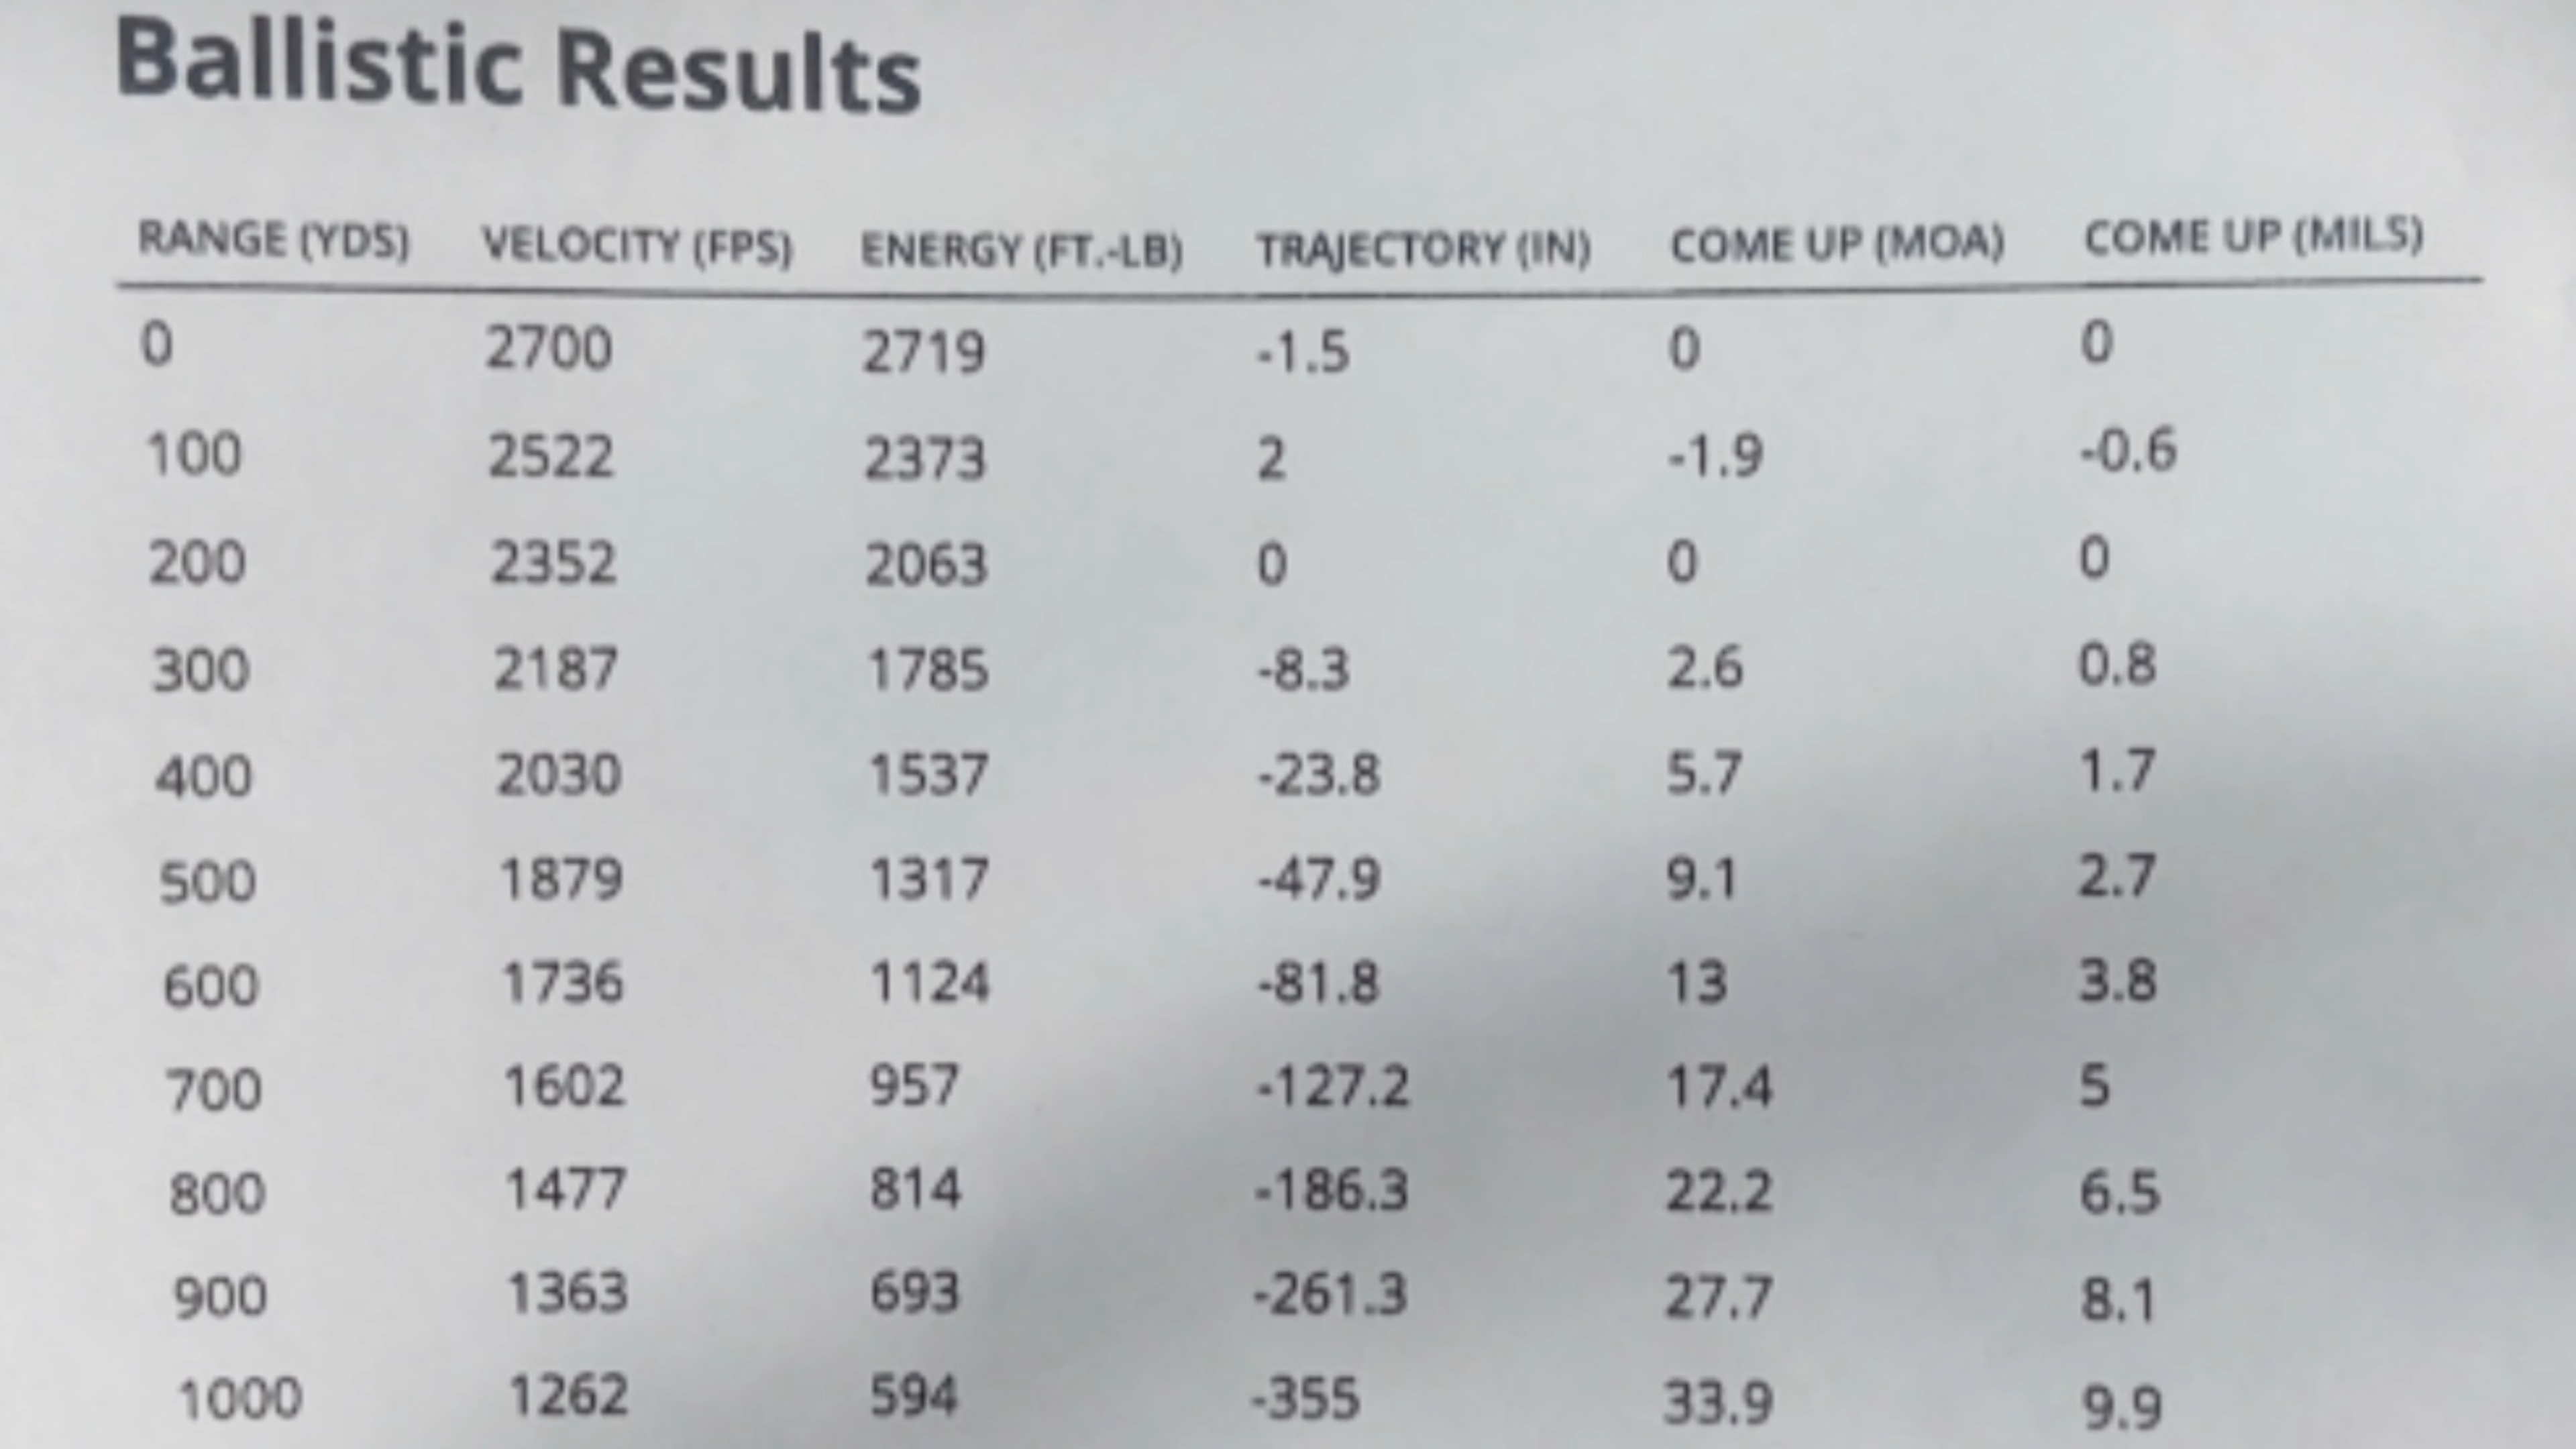 Ballistic Results
RANGE (YDS) VELOCITY (FPS) ENERGY (FT.-LB) TRAJECTORY (IN) COME UP (MOA) COME UP (MILS)
0 2700 2719 -1.5 0 0
100 2522 2373 2 -1.9 -0.6
200 2352 2063 0 0 0
300 2187 1785 -8.3 2.6 0.8
400 2030 1537 -23.8 5.7 1.7
500 1879 1317 -47.9 9.1 2.7
600 1736 1124 -81.8 13 3.8
700 1602 957 -127.2 17.4 5
800 1477 814 -186.3 22.2 6.5
900 1363 693 -261.3 27.7 8.1
1000 1262 594 -355 33.9 9.9